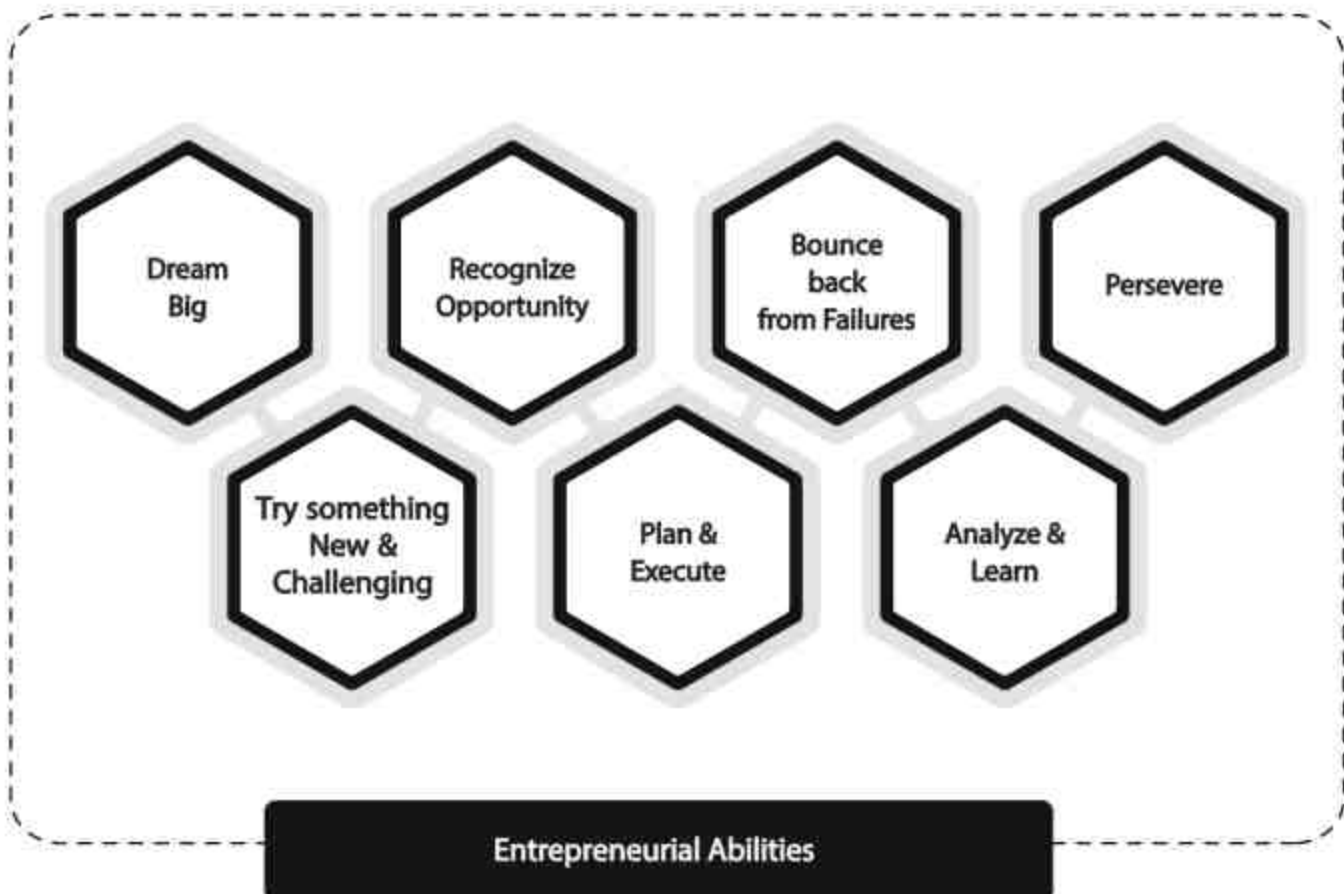 Dream
Big
Recognize
Opportunity
Bounce
back
from Failures
Persevere
Try something
New &
Challenging
Plan &
Execute
Analyze &
Learn
Entrepreneurial Abilities